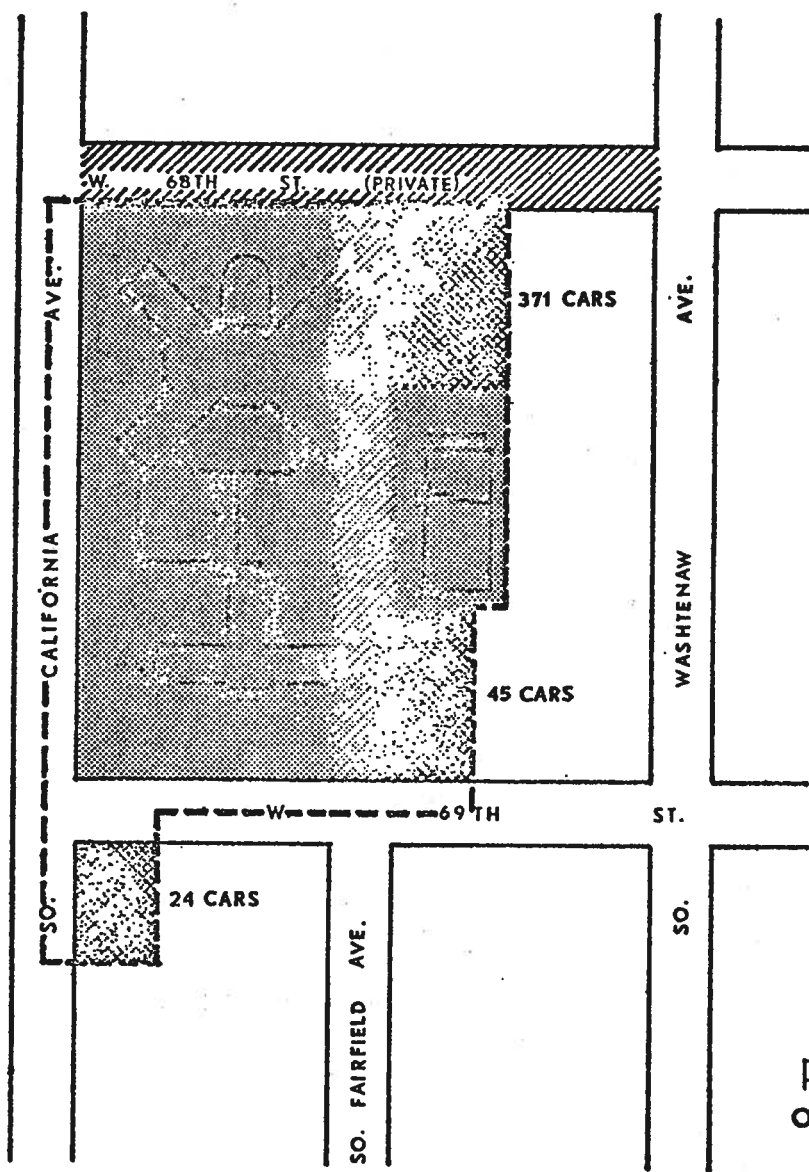 W. 68TH ST. (PRIVATE)
SO. CALIFORNIA AVE.
371 CARS
SO. WASHTENAW AVE.
45 CARS
W 69TH ST.
24 CARS
SO. FAIRFIELD AVE.